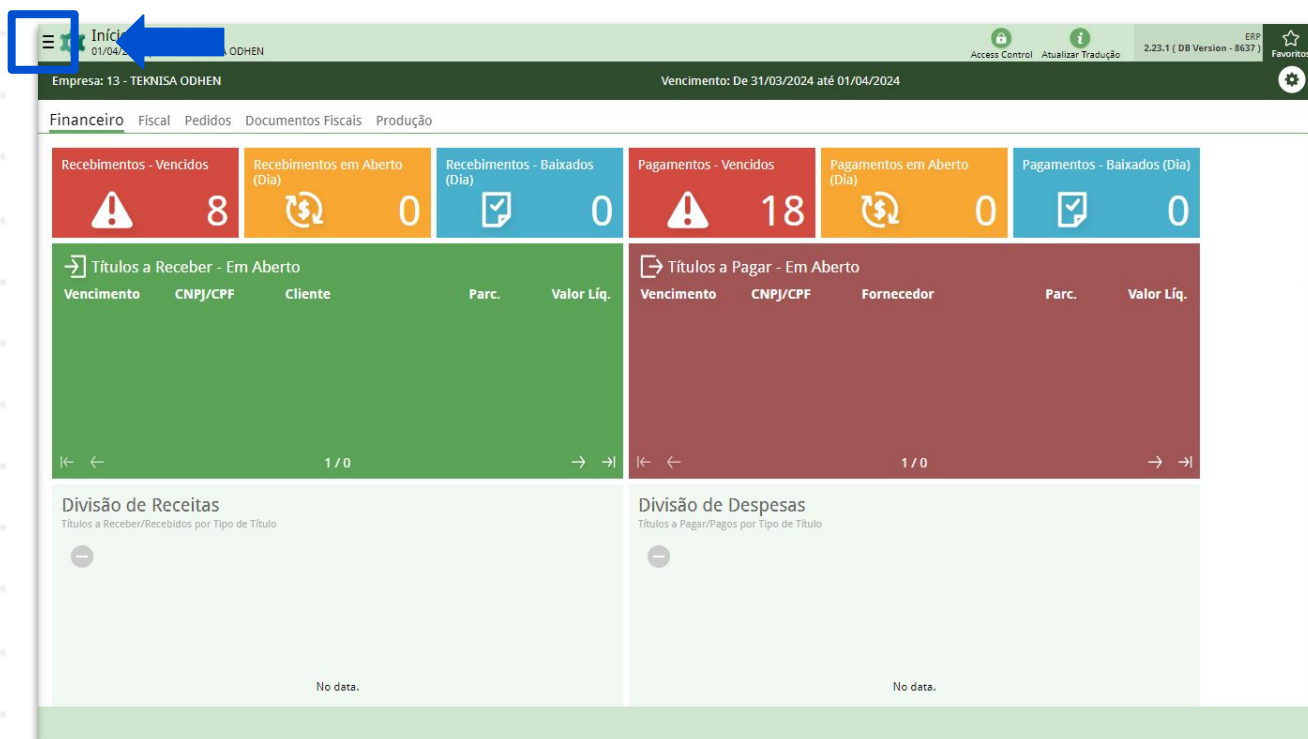 Início
01/04/2
ODHEN
Access Control
Atualizar Tradução
ERP
2.23.1 ( DB Version - 8637 )
Favoritos
Empresa: 13 - TEKNISA ODHEN
Vencimento: De 31/03/2024 até 01/04/2024
Financeiro Fiscal Pedidos Documentos Fiscais Produção
Recebimentos - Vencidos
8
Recebimentos em Aberto
(Dia)
0
Recebimentos - Baixados
(Dia)
0
Pagamentos - Vencidos
18
Pagamentos em Aberto
(Dia)
0
Pagamentos - Baixados (Dia)
0
Títulos a Receber - Em Aberto
Vencimento CNPJ/CPF Cliente Parc. Valor Líq.
1 / 0
Títulos a Pagar - Em Aberto
Vencimento CNPJ/CPF Fornecedor Parc. Valor Líq.
1 / 0
Divisão de Receitas
Títulos a Receber/Recebidos por Tipo de Título
No data.
Divisão de Despesas
Títulos a Pagar/Pagos por Tipo de Título
No data.